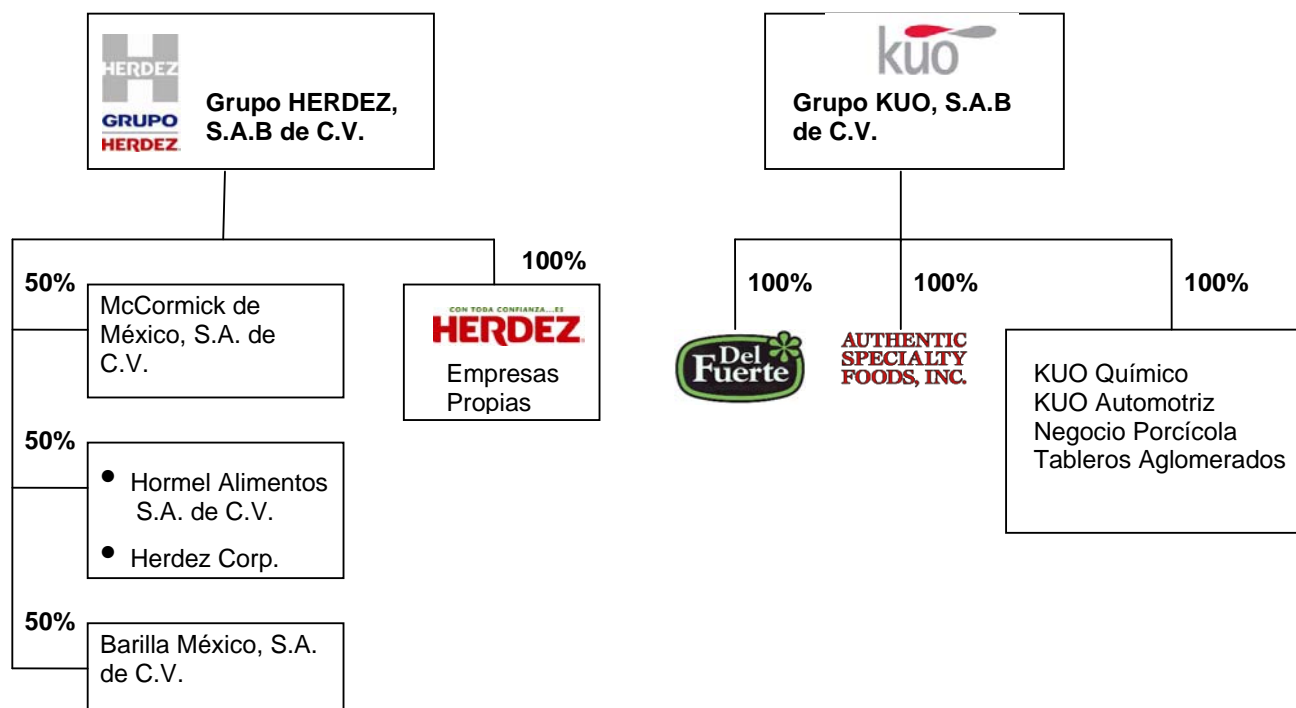 HERDEZ
GRUPO
HERDEZ
Grupo HERDEZ,
S.A.B de C.V.
kuo
Grupo KUO, S.A.B
de C.V.
50%
McCormick de
México, S.A. de
C.V.
100%
CON TODA CONFIANZA...ES
HERDEZ
Empresas
Propias
50%
• Hormel Alimentos
S.A. de C.V.
• Herdez Corp.
50%
Barilla México, S.A.
de C.V.
100%
Del
Fuerte
100%
AUTHENTIC
SPECIALTY
FOODS, INC.
100%
KUO Químico
KUO Automotriz
Negocio Porcícola
Tableros Aglomerados